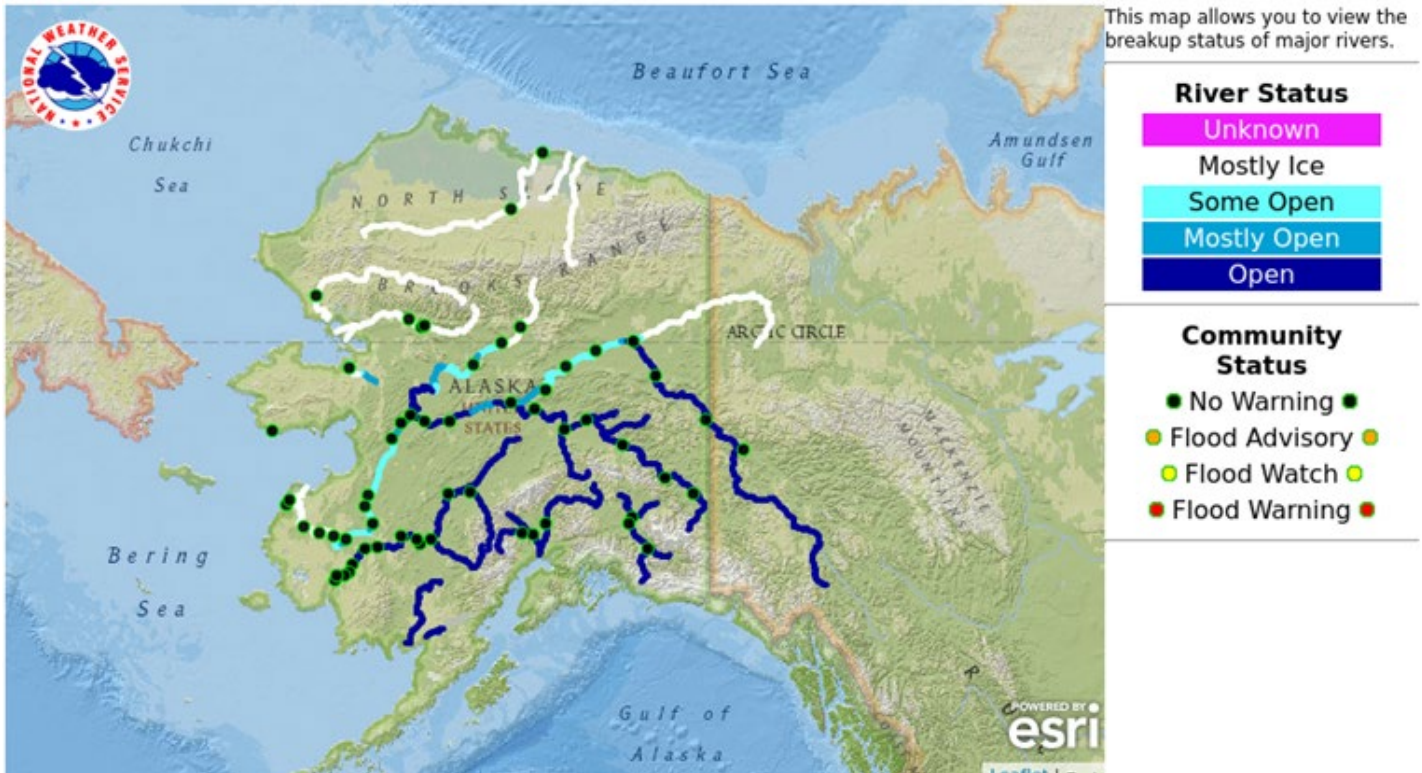 This map allows you to view the
breakup status of major rivers.
River Status
Unknown
Mostly Ice
Some Open
Mostly Open
Open
Community
Status
No Warning
Flood Advisory
Flood Watch
Flood Warning
NATIONAL WEATHER SERVICE
Beaufort Sea
Chukchi
Sea
Amundsen
Gulf
NORTH SLOPE
BROOKS RANGE
ARCTIC CIRCLE
ALASKA
STATES
MACKENZIE
MOUNTAINS
Bering
Sea
Gulf of
Alaska
POWERED BY
esri
Leaflet